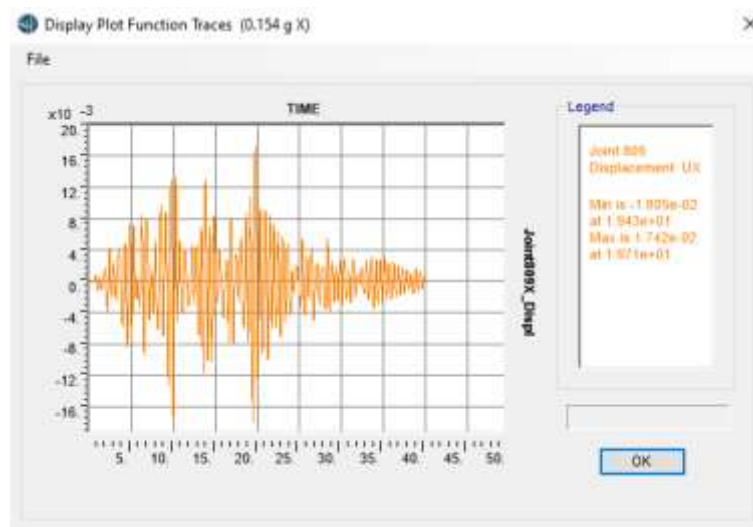 Display Plot Function Traces (0.154 g X)
File
TIME
x10 -3
20.
16.
12.
8.
4.
0.
-4.
-8.
-12.
-16.
5. 10. 15. 20. 25. 30. 35. 40. 45. 50.
Joint809X_Displ
Legend
Joint 809
Displacement UX
Min is -1.805e-02
at 1.943e+01
Max is 1.742e-02
at 1.971e+01
OK